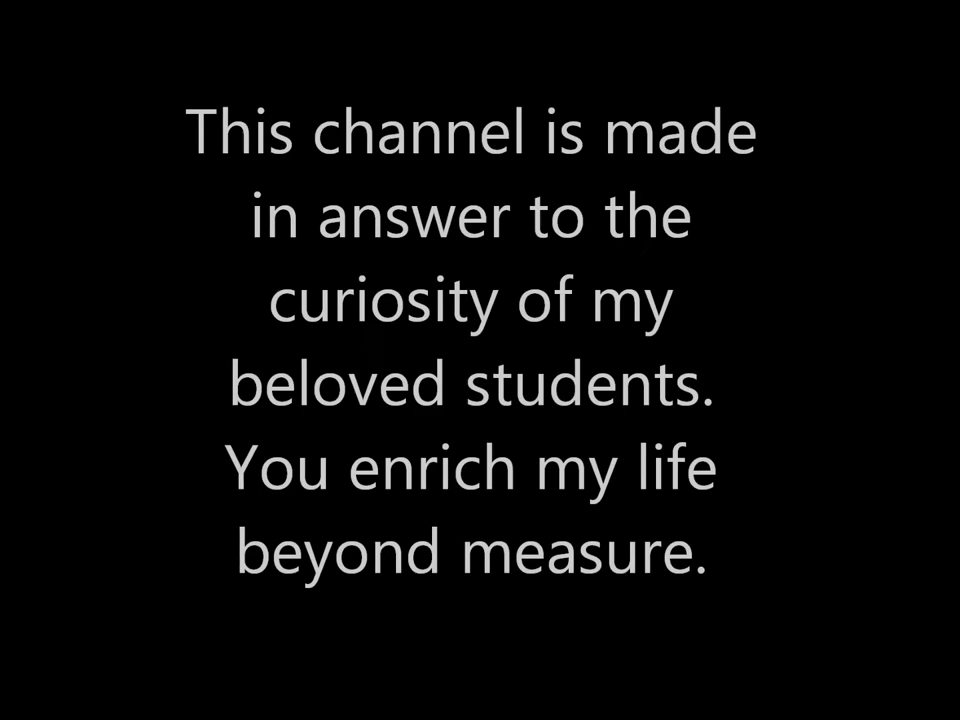 This channel is made
in answer to the
curiosity of my
beloved students.
You enrich my life
beyond measure.